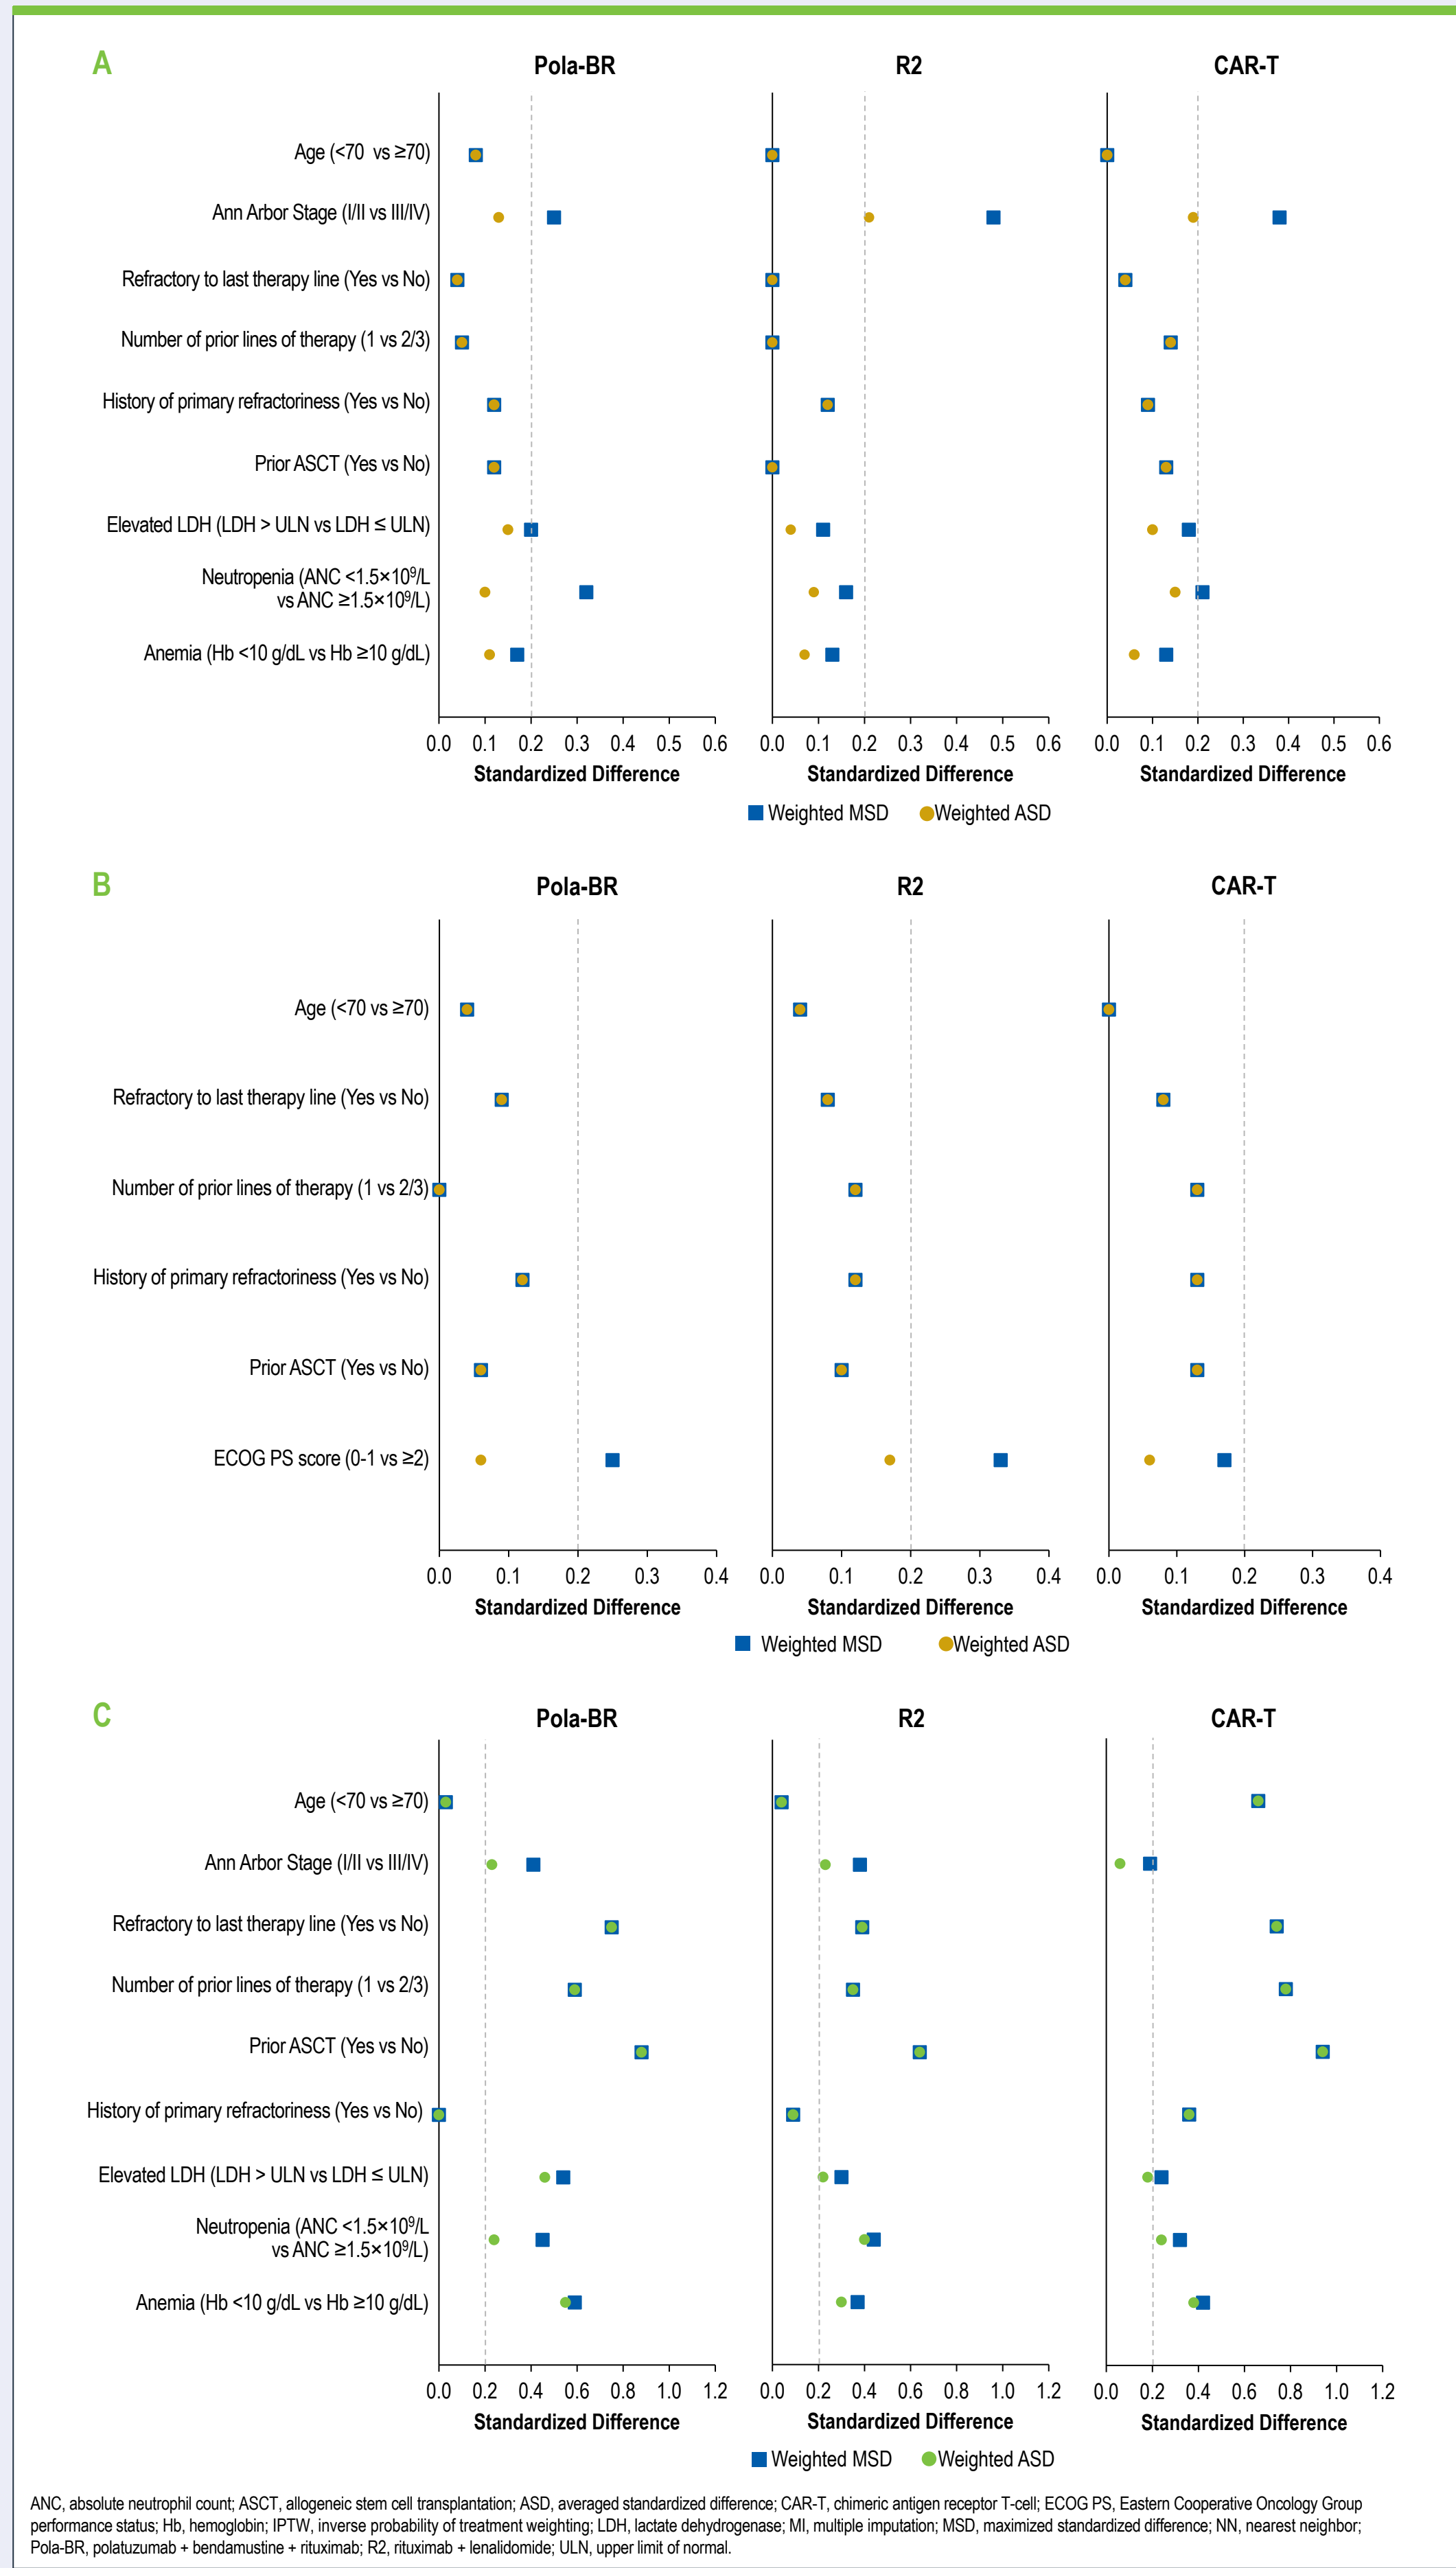 A
Pola-BR
R2
CAR-T
Age (<70 vs ≥70)
Ann Arbor Stage (I/II vs III/IV)
Refractory to last therapy line (Yes vs No)
Number of prior lines of therapy (1 vs 2/3)
History of primary refractoriness (Yes vs No)
Prior ASCT (Yes vs No)
Elevated LDH (LDH > ULN vs LDH ≤ ULN)
Neutropenia (ANC <1.5×10⁹/L
vs ANC ≥1.5×10⁹/L)
Anemia (Hb <10 g/dL vs Hb ≥10 g/dL)
0.0 0.1 0.2 0.3 0.4 0.5 0.6
0.0 0.1 0.2 0.3 0.4 0.5 0.6
0.0 0.1 0.2 0.3 0.4 0.5 0.6
Standardized Difference
Standardized Difference
Standardized Difference
Weighted MSD
Weighted ASD
B
Pola-BR
R2
CAR-T
Age (<70 vs ≥70)
Refractory to last therapy line (Yes vs No)
Number of prior lines of therapy (1 vs 2/3)
History of primary refractoriness (Yes vs No)
Prior ASCT (Yes vs No)
ECOG PS score (0-1 vs ≥2)
0.0 0.1 0.2 0.3 0.4
0.0 0.1 0.2 0.3 0.4
0.0 0.1 0.2 0.3 0.4
Standardized Difference
Standardized Difference
Standardized Difference
Weighted MSD
Weighted ASD
C
Pola-BR
R2
CAR-T
Age (<70 vs ≥70)
Ann Arbor Stage (I/II vs III/IV)
Refractory to last therapy line (Yes vs No)
Number of prior lines of therapy (1 vs 2/3)
Prior ASCT (Yes vs No)
History of primary refractoriness (Yes vs No)
Elevated LDH (LDH > ULN vs LDH ≤ ULN)
Neutropenia (ANC <1.5×10⁹/L
vs ANC ≥1.5×10⁹/L)
Anemia (Hb <10 g/dL vs Hb ≥10 g/dL)
0.0 0.2 0.4 0.6 0.8 1.0 1.2
0.0 0.2 0.4 0.6 0.8 1.0 1.2
0.0 0.2 0.4 0.6 0.8 1.0 1.2
Standardized Difference
Standardized Difference
Standardized Difference
Weighted MSD
Weighted ASD
ANC, absolute neutrophil count; ASCT, allogeneic stem cell transplantation; ASD, averaged standardized difference; CAR-T, chimeric antigen receptor T-cell; ECOG PS, Eastern Cooperative Oncology Group
performance status; Hb, hemoglobin; IPTW, inverse probability of treatment weighting; LDH, lactate dehydrogenase; MI, multiple imputation; MSD, maximized standardized difference; NN, nearest neighbor;
Pola-BR, polatuzumab + bendamustine + rituximab; R2, rituximab + lenalidomide; ULN, upper limit of normal.